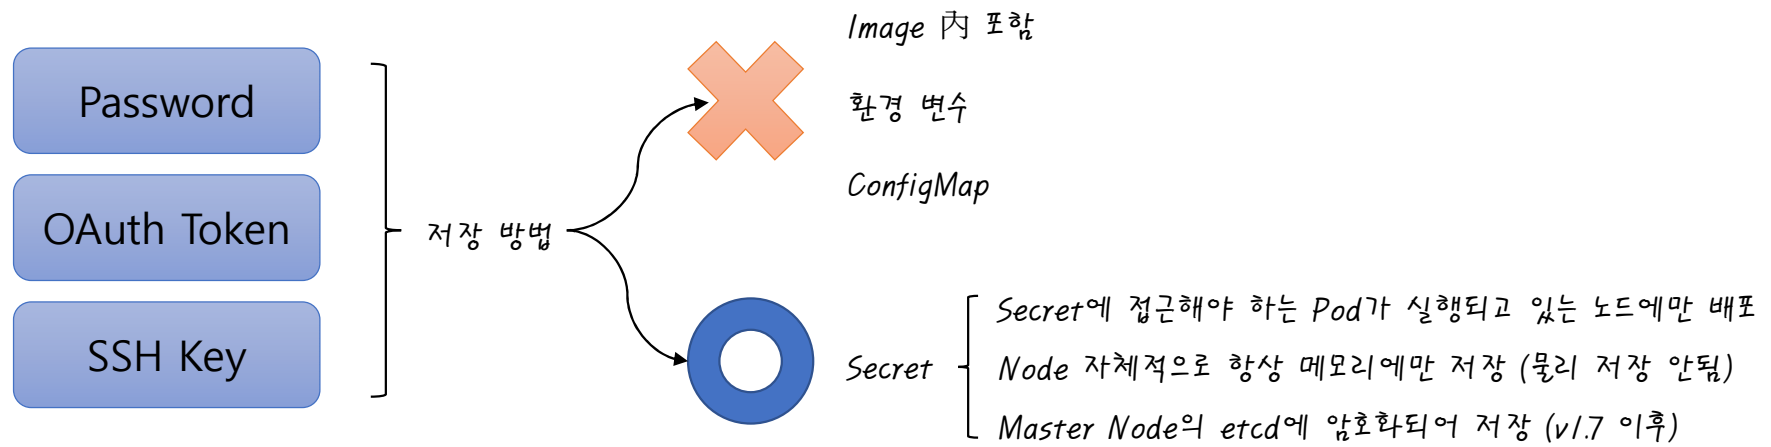 Password
OAuth Token
SSH Key
저장 방법
Image 內 포함
환경 변수
ConfigMap
Secret
Secret에 접근해야 하는 Pod가 실행되고 있는 노드에만 배포
Node 자체적으로 항상 메모리에만 저장 (물리 저장 안됨)
Master Node의 etcd에 암호화되어 저장 (v1.7 이후)